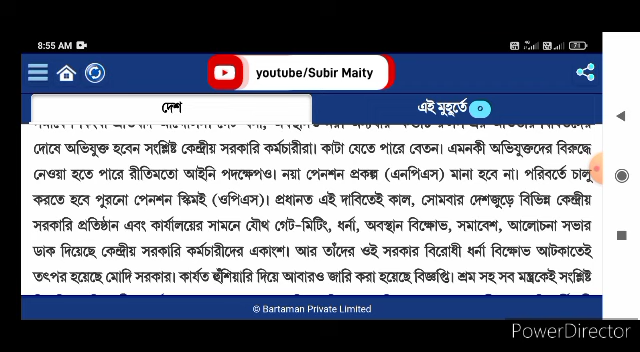 8:55 AM
youtube/Subir Maity
দেশ
এই মুহূর্তে ০
দোষে অভিযুক্ত হবেন সংশ্লিষ্ট কেন্দ্রীয় সরকারি কর্মচারীরা। কাটা যেতে পারে বেতন। এমনকী অভিযুক্তদের বিরুদ্ধে
নেওয়া হতে পারে রীতিমতো আইনি পদক্ষেপও। নয়া পেনশন প্রকল্প (এনপিএস) মানা হবে না। পরিবর্তে চালু
করতে হবে পুরনো পেনশন স্কিমই (ওপিএস)। প্রধানত এই দাবিতেই কাল, সোমবার দেশজুড়ে বিভিন্ন কেন্দ্রীয়
সরকারি প্রতিষ্ঠান এবং কার্যালয়ের সামনে যৌথ গেট-মিটিং, ধর্না, অবস্থান বিক্ষোভ, সমাবেশ, আলোচনা সভার
ডাক দিয়েছে কেন্দ্রীয় সরকারি কর্মচারীদের একাংশ। আর তাঁদের ওই সরকার বিরোধী ধর্না বিক্ষোভ আটকাতেই
তৎপর হয়েছে মোদি সরকার। কার্যত হুঁশিয়ারি দিয়ে আবারও জারি করা হয়েছে বিজ্ঞপ্তি। শ্রম সহ সব মন্ত্রকেই সংশ্লিষ্ট
© Bartaman Private Limited
PowerDirector